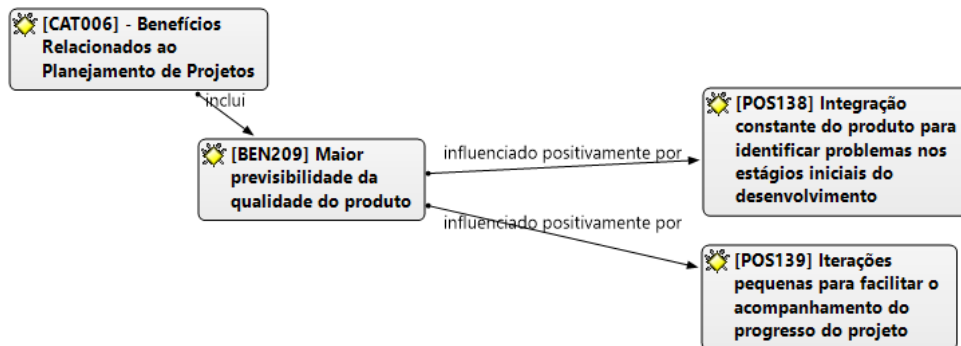 [CAT006] - Benefícios
Relacionados ao
Planejamento de Projetos
inclui
[BEN209] Maior
previsibilidade da
qualidade do produto
influenciado positivamente por
[POS138] Integração
constante do produto para
identificar problemas nos
estágios iniciais do
desenvolvimento
influenciado positivamente por
[POS139] Iterações
pequenas para facilitar o
acompanhamento do
progresso do projeto